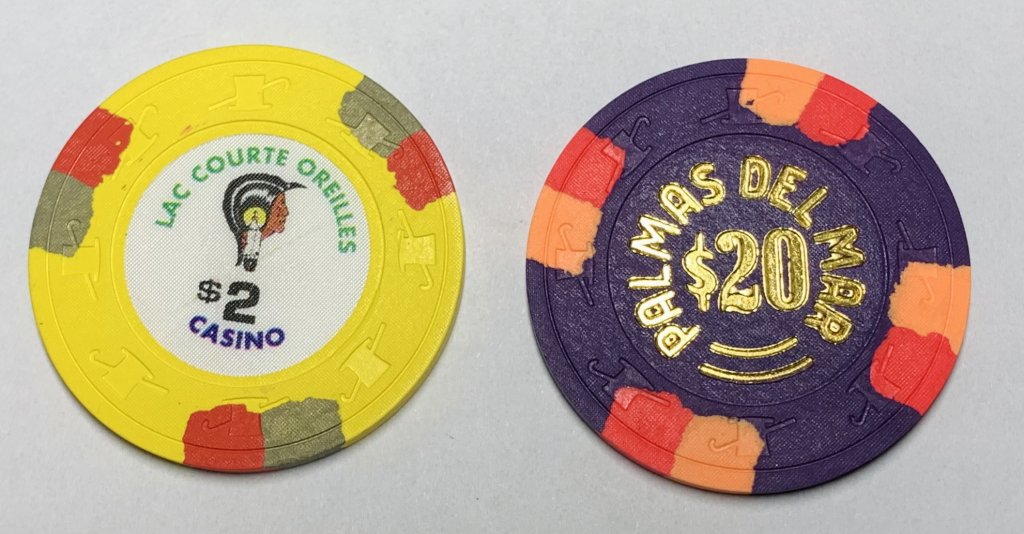 LAC COURTE OREILLES
$2
CASINO
PALMAS DEL MAR
$20